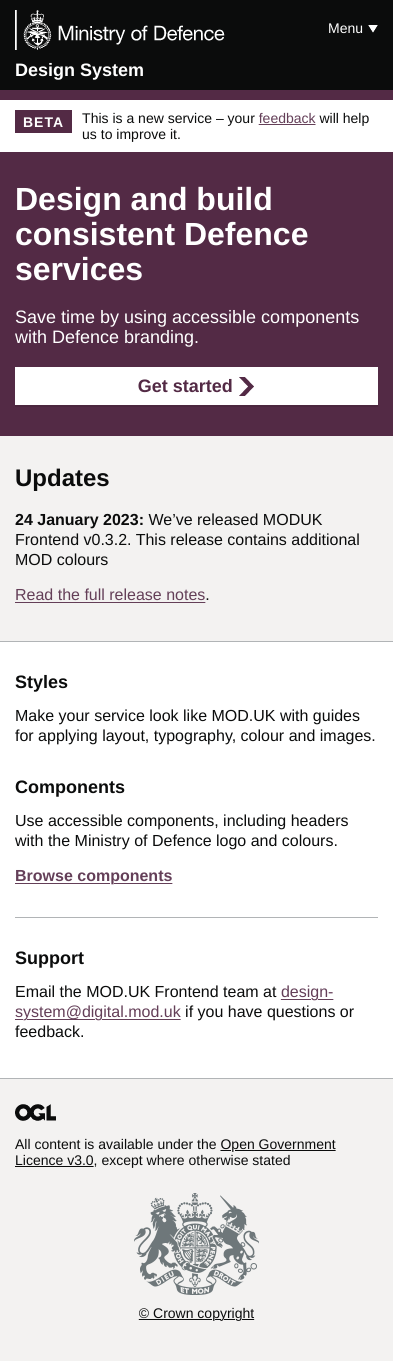 Ministry of Defence
Menu
Design System
BETA
This is a new service – your feedback will help
us to improve it.
Design and build
consistent Defence
services
Save time by using accessible components
with Defence branding.
Get started
Updates
24 January 2023: We’ve released MODUK
Frontend v0.3.2. This release contains additional
MOD colours
Read the full release notes.
Styles
Make your service look like MOD.UK with guides
for applying layout, typography, colour and images.
Components
Use accessible components, including headers
with the Ministry of Defence logo and colours.
Browse components
Support
Email the MOD.UK Frontend team at design-
system@digital.mod.uk if you have questions or
feedback.
OGL
All content is available under the Open Government
Licence v3.0, except where otherwise stated
DIEU ET MON DROIT
© Crown copyright